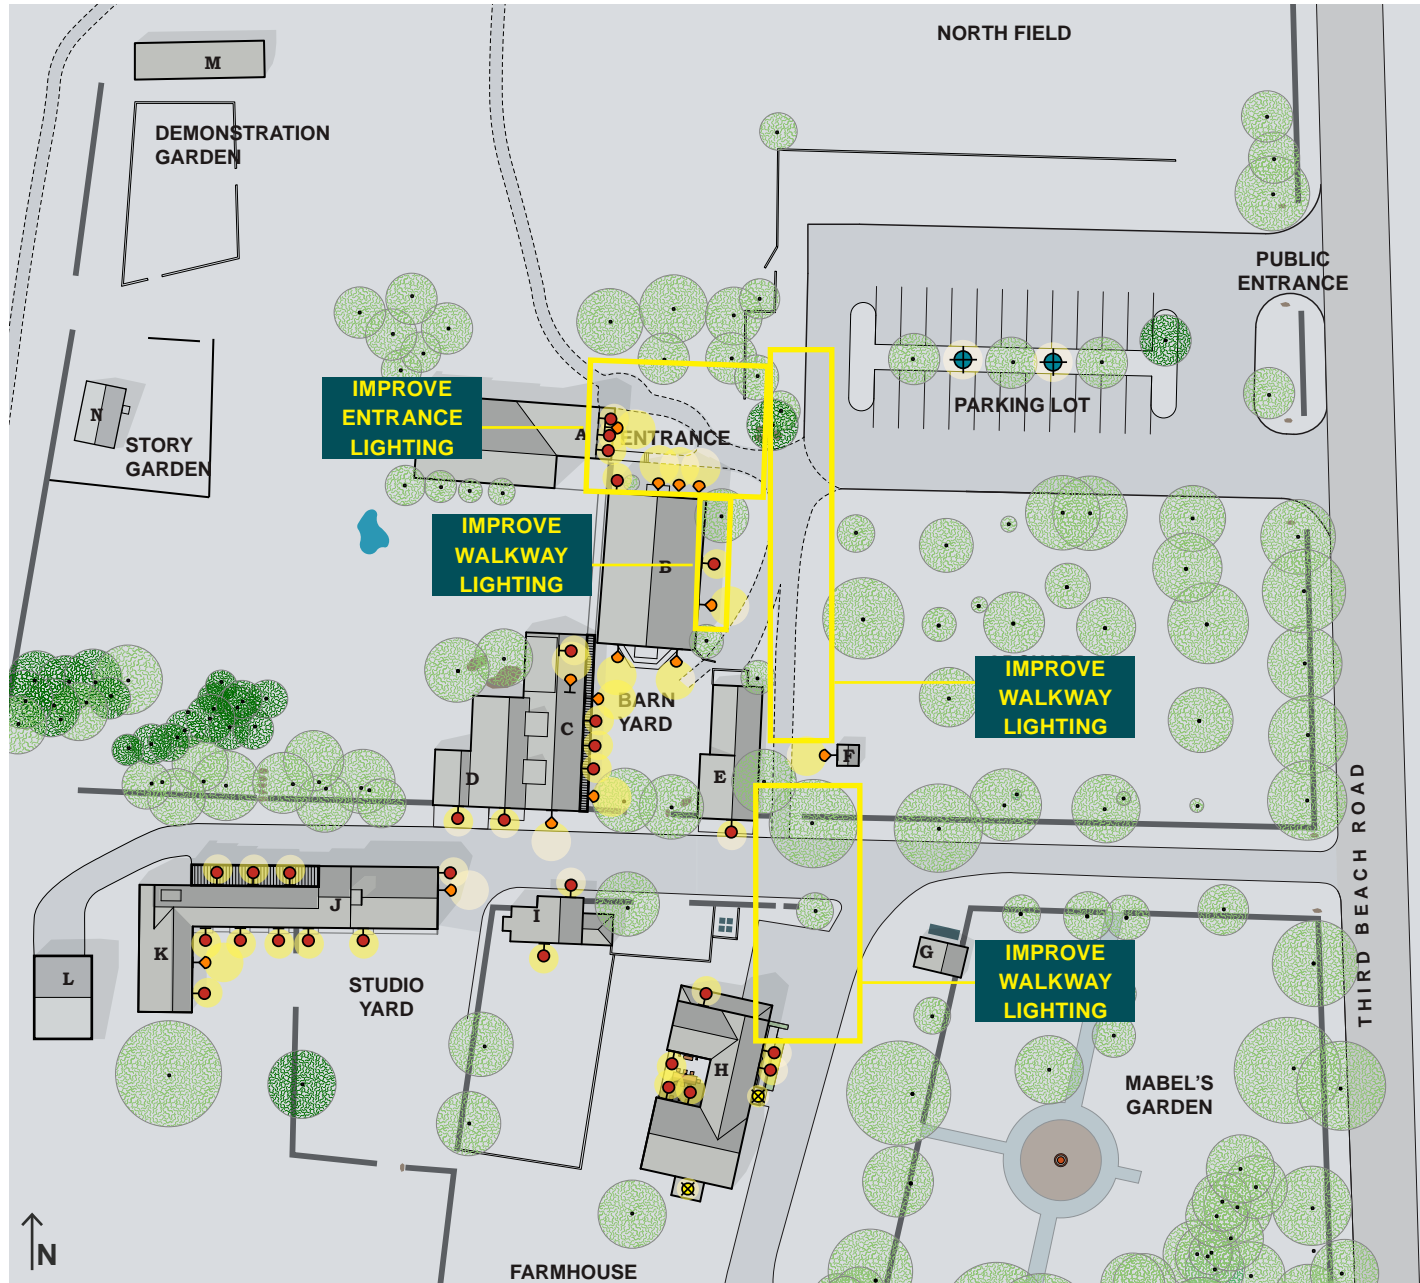 NORTH FIELD
M
DEMONSTRATION
GARDEN
PUBLIC
ENTRANCE
IMPROVE
ENTRANCE
LIGHTING
PARKING LOT
N
A
ENTRANCE
STORY
GARDEN
IMPROVE
WALKWAY
LIGHTING
B
IMPROVE
WALKWAY
LIGHTING
BARN
YARD
C
D
E
F
THIRD BEACH ROAD
J
I
K
G
IMPROVE
WALKWAY
LIGHTING
L
STUDIO
YARD
H
MABEL'S
GARDEN
N
FARMHOUSE